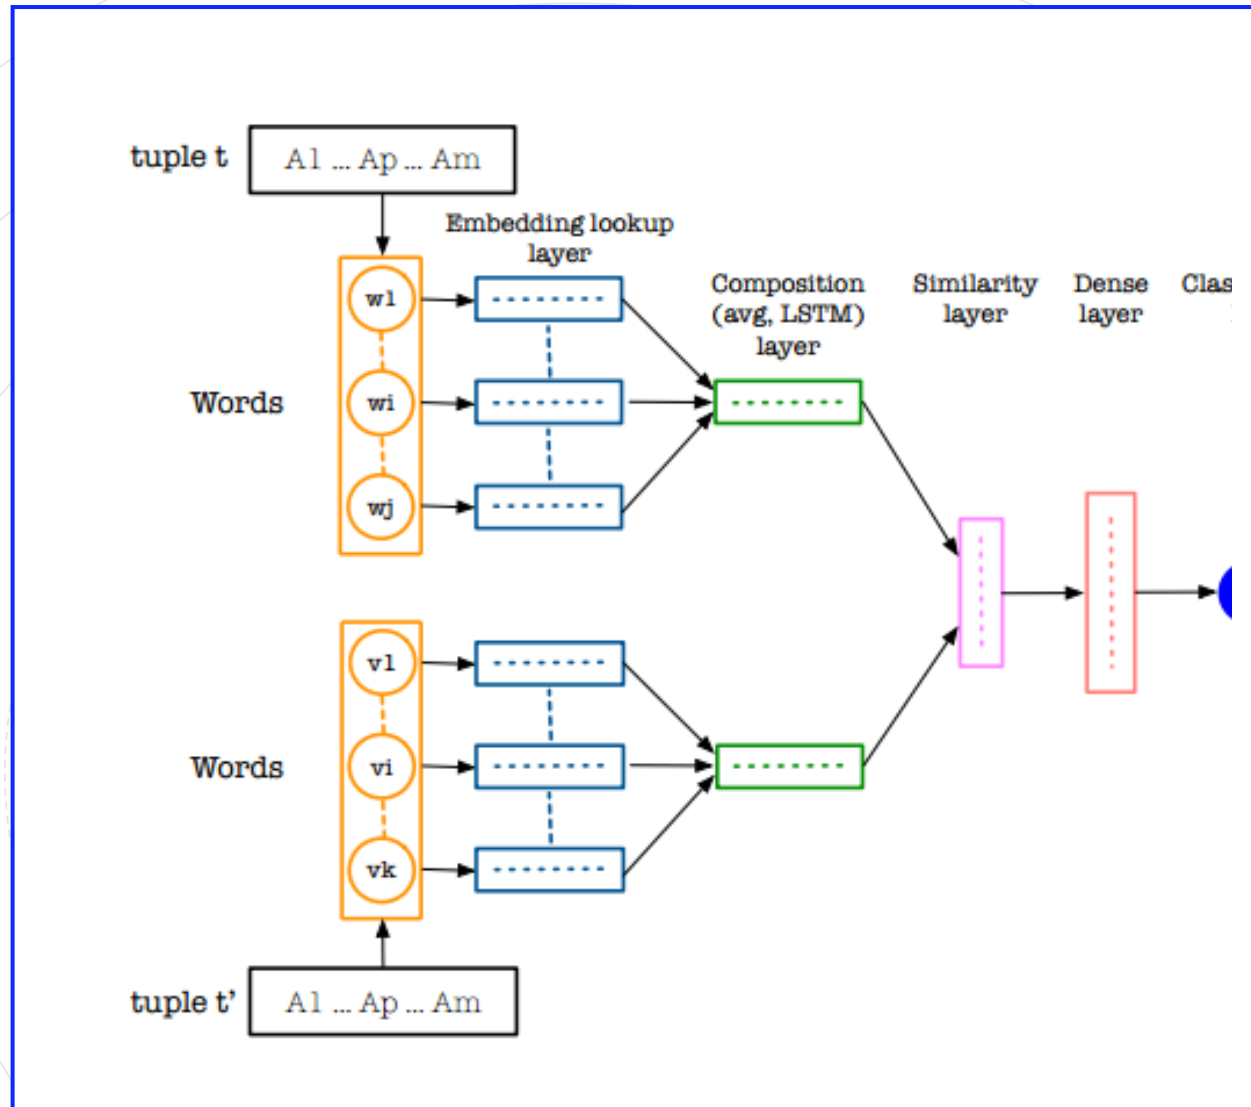 tuple t
A1 ... Ap ... Am
Embedding lookup
layer
Composition
(avg, LSTM)
layer
Similarity
layer
Dense
layer
w1
Words
wi
wj
v1
Words
vi
vk
tuple t’
A1 ... Ap ... Am